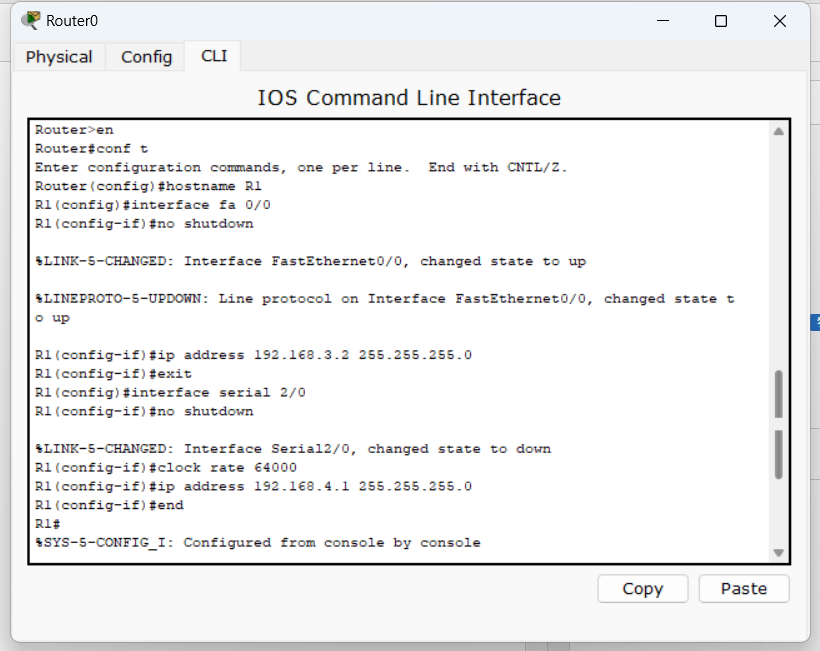 Router0
Physical Config CLI
IOS Command Line Interface
Router>en
Router#conf t
Enter configuration commands, one per line.  End with CNTL/Z.
Router(config)#hostname R1
R1(config)#interface fa 0/0
R1(config-if)#no shutdown
%LINK-5-CHANGED: Interface FastEthernet0/0, changed state to up
%LINEPROTO-5-UPDOWN: Line protocol on Interface FastEthernet0/0, changed state t
o up
R1(config-if)#ip address 192.168.3.2 255.255.255.0
R1(config-if)#exit
R1(config)#interface serial 2/0
R1(config-if)#no shutdown
%LINK-5-CHANGED: Interface Serial2/0, changed state to down
R1(config-if)#clock rate 64000
R1(config-if)#ip address 192.168.4.1 255.255.255.0
R1(config-if)#end
R1#
%SYS-5-CONFIG_I: Configured from console by console
Copy Paste